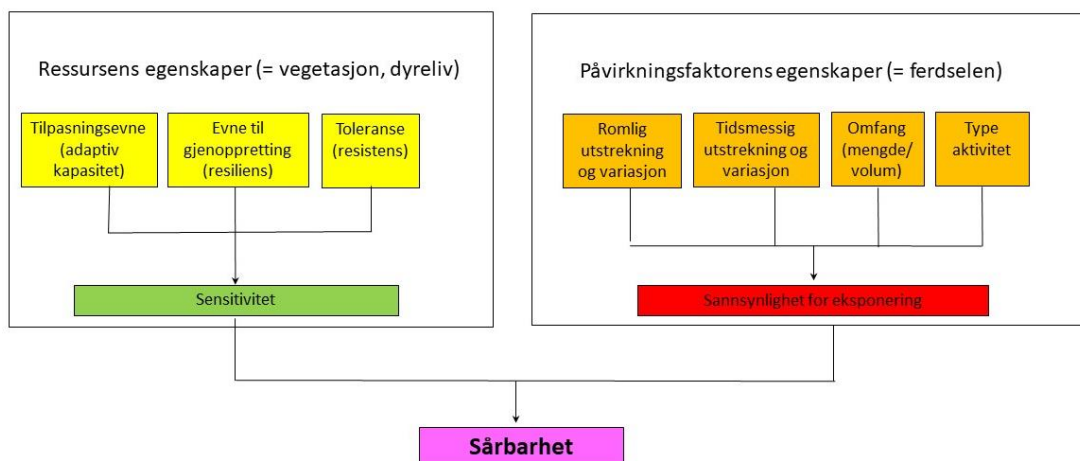 Ressursens egenskaper (= vegetasjon, dyreliv)
Tilpasningsevne
(adaptiv
kapasitet)
Evne til
gjenoppretting
(resiliens)
Toleranse
(resistens)
Sensitivitet
Påvirkningsfaktorens egenskaper (= ferdselen)
Romlig
utstrekning
og variasjon
Tidsmessig
utstrekning og
variasjon
Omfang
(mengde/
volum)
Type
aktivitet
Sannsynlighet for eksponering
Sårbarhet